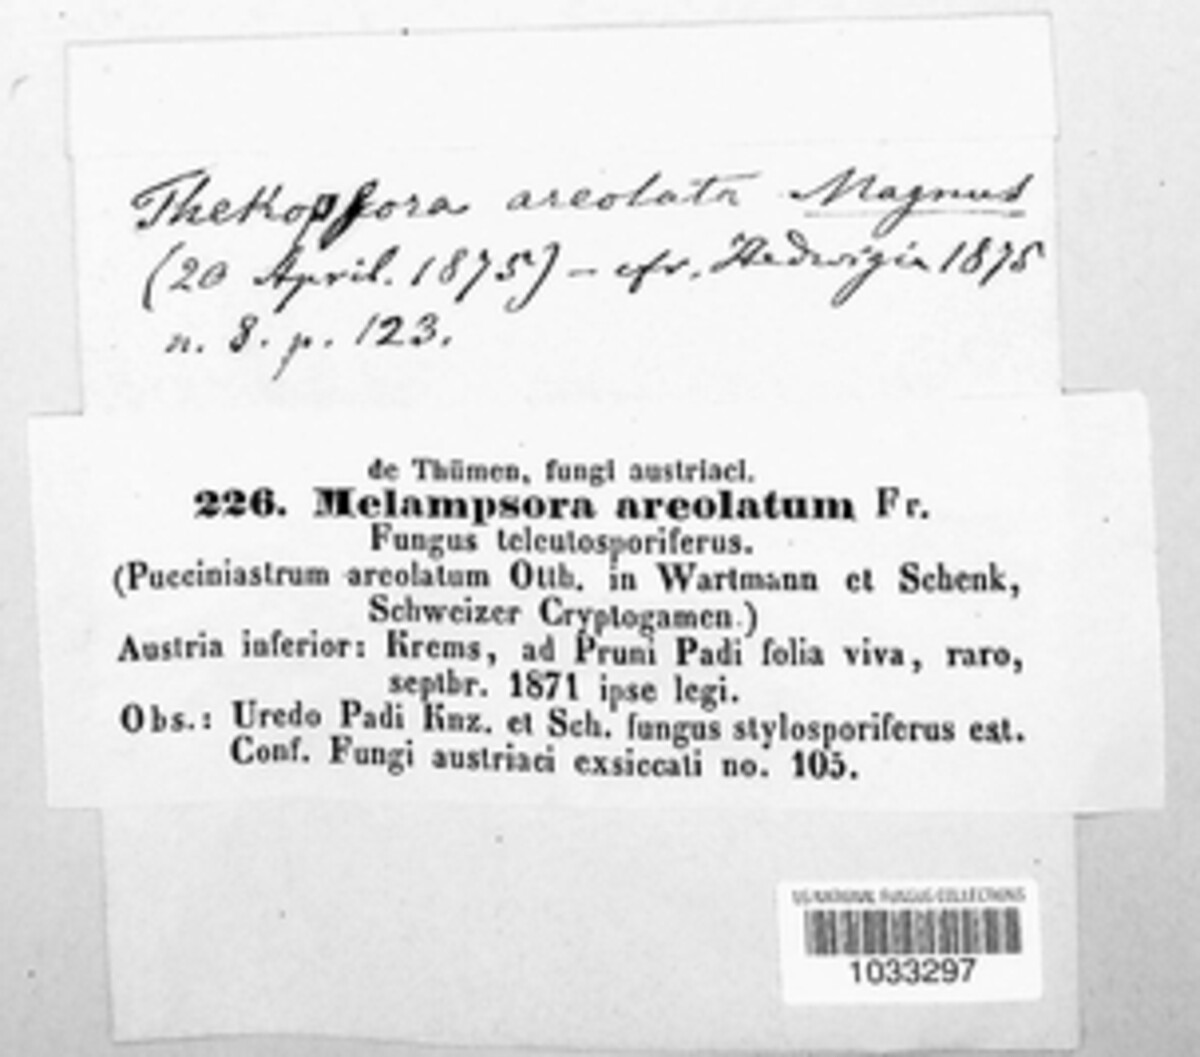 Thekopsora areolata Magnus
(20 April. 1875) – cfr. Hedwigia 1875
n. 8. p. 123.
de Thümen, fungi austriaci.
226. Melampsora areolatum Fr.
Fungus teleutosporiferus.
(Pucciniastrum areolatum Otth. in Wartmann et Schenk,
Schweizer Cryptogamen.)
Austria inferior: Krems, ad Pruni Padi folia viva, raro,
septbr. 1871 ipse legi.
Obs.: Uredo Padi Knz. et Sch. fungus stylosporiferus est.
Conf. Fungi austriaci exsiccati no. 105.
US NATIONAL FUNGUS COLLECTIONS
1033297